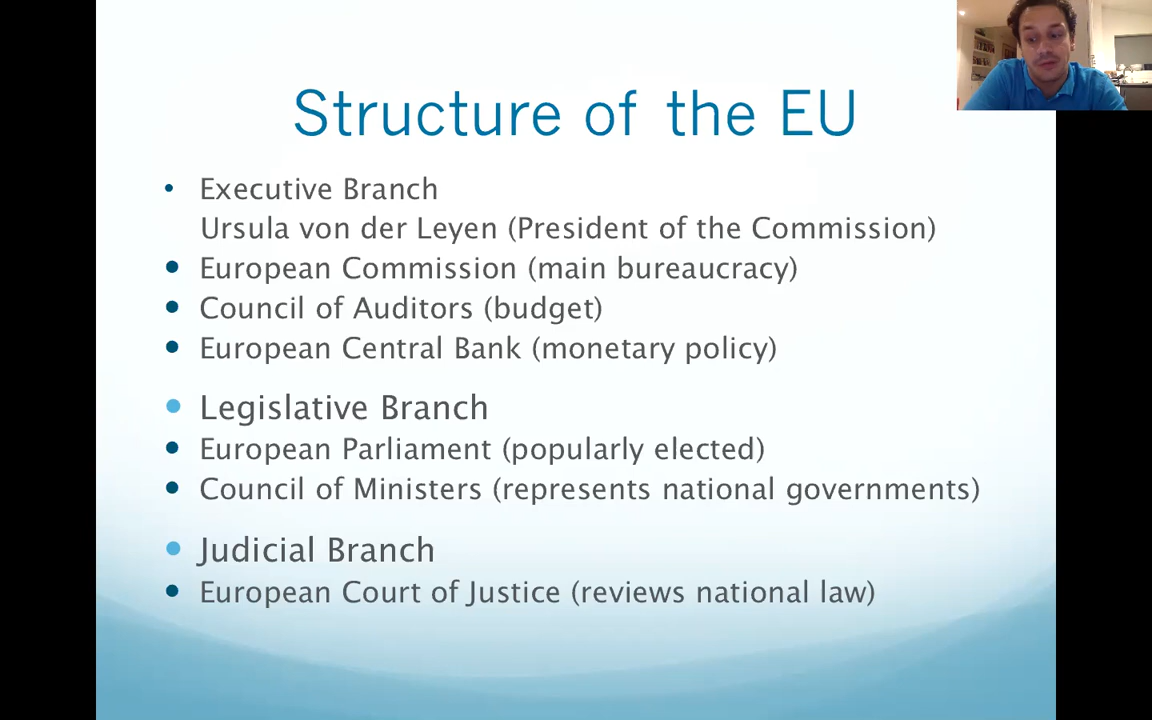 Structure of the EU
• Executive Branch
Ursula von der Leyen (President of the Commission)
• European Commission (main bureaucracy)
• Council of Auditors (budget)
• European Central Bank (monetary policy)
• Legislative Branch
• European Parliament (popularly elected)
• Council of Ministers (represents national governments)
• Judicial Branch
• European Court of Justice (reviews national law)